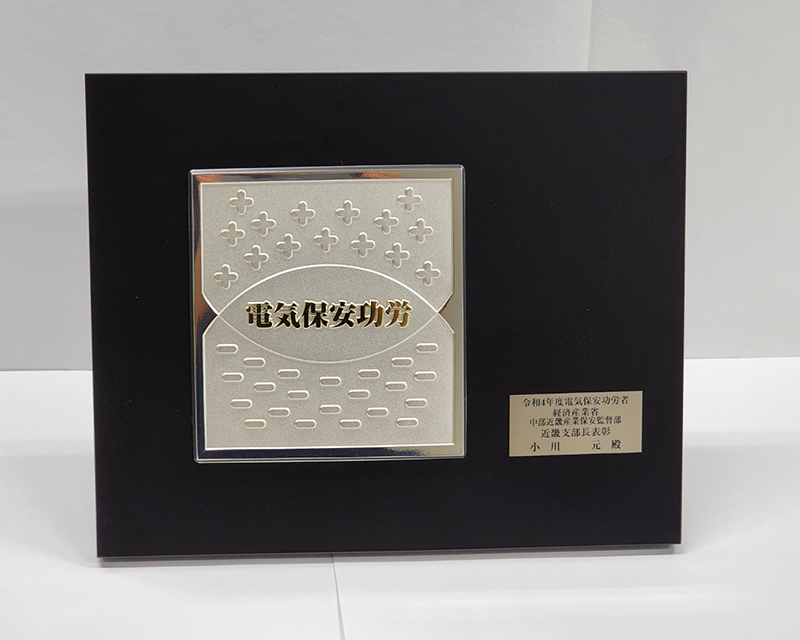 電気保安功労
令和4年度電気保安功労者
経済産業省
中部近畿産業保安監督部
近畿支部長表彰
小川　元 殿